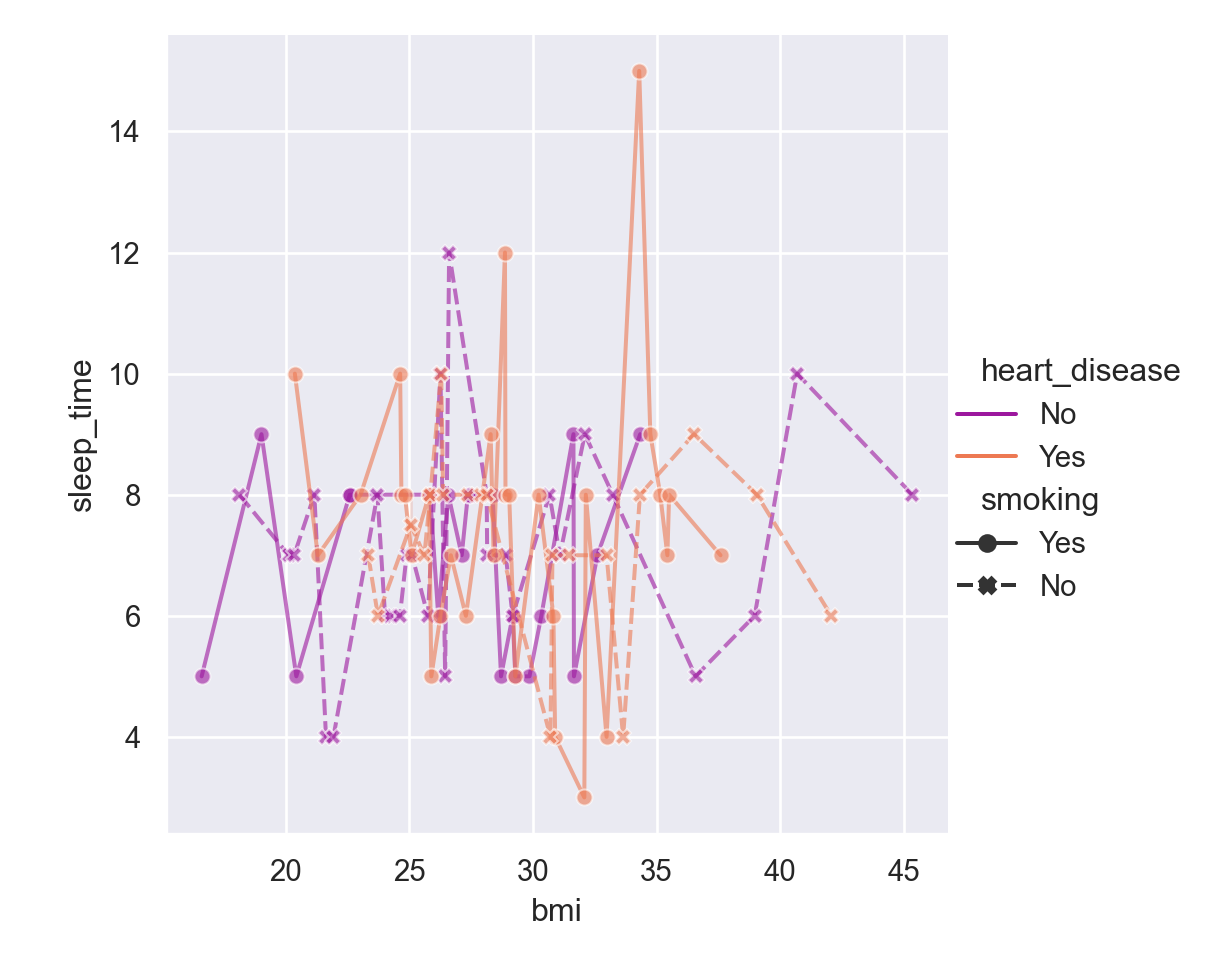 14
12
10
8
6
4
sleep_time
20 25 30 35 40 45
bmi
heart_disease
No
Yes
smoking
Yes
No